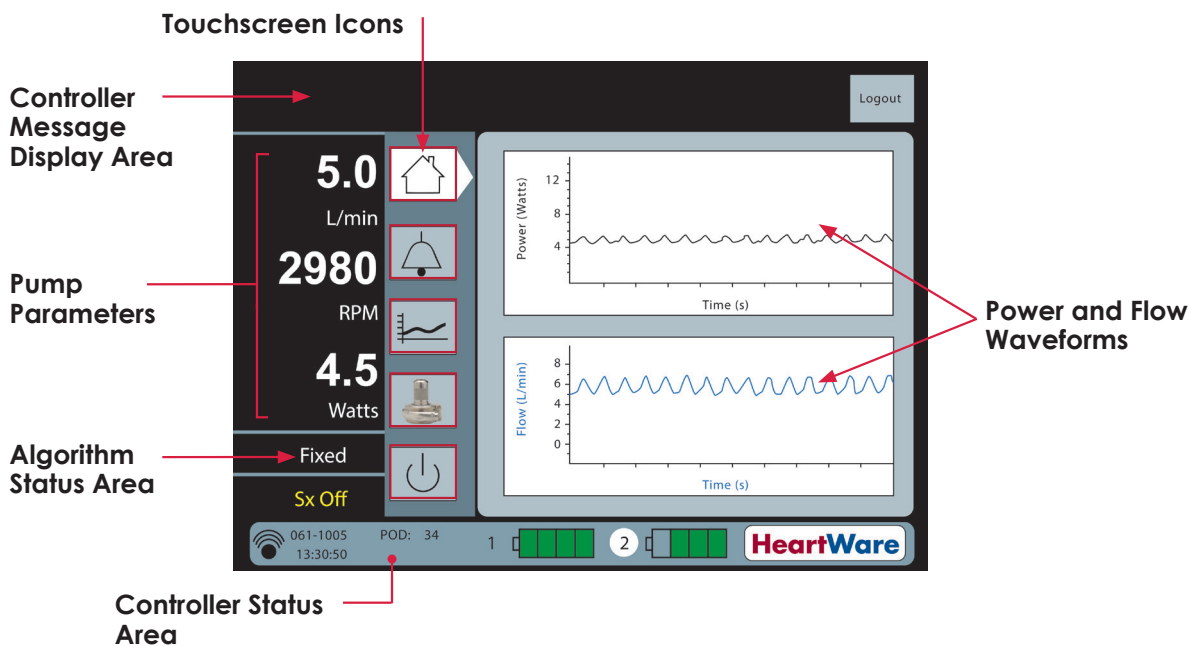 Touchscreen Icons
Controller
Message
Display Area
Logout
5.0
L/min
2980
RPM
4.5
Watts
Pump
Parameters
Power (Watts)
12
8
4
Time (s)
Flow (L/min)
8
6
4
2
0
Time (s)
Power and Flow
Waveforms
Algorithm
Status Area
Fixed
Sx Off
061-1005 POD: 34
13:30:50
1
2
HeartWare
Controller Status
Area